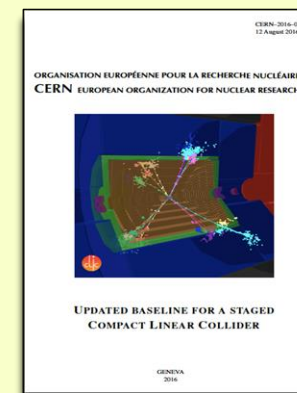 CERN–2016–0
12 August 2016
ORGANISATION EUROPÉENNE POUR LA RECHERCHE NUCLÉAIRE
CERN EUROPEAN ORGANIZATION FOR NUCLEAR RESEARCH
clic
UPDATED BASELINE FOR A STAGED
COMPACT LINEAR COLLIDER
GENEVA
2016